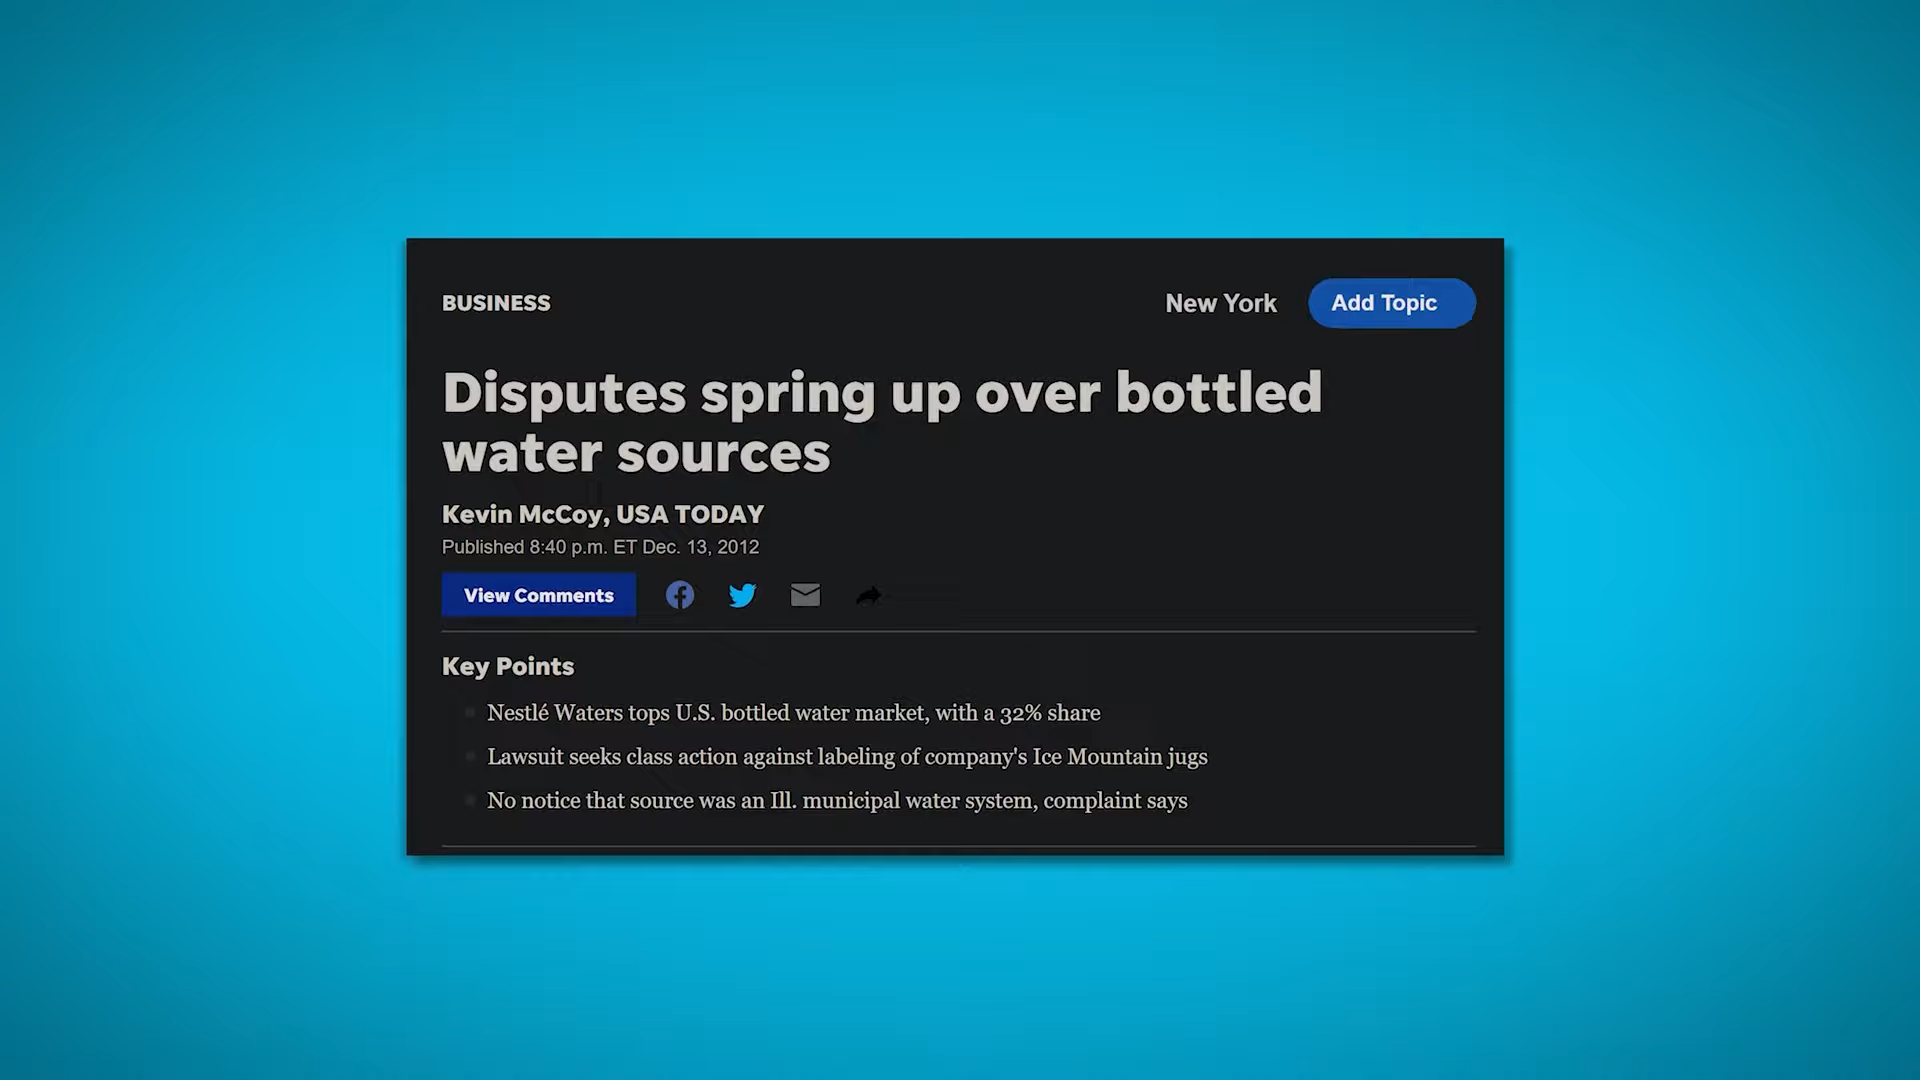 BUSINESS
New York
Add Topic
Disputes spring up over bottled
water sources
Kevin McCoy, USA TODAY
Published 8:40 p.m. ET Dec. 13, 2012
View Comments
Key Points
Nestlé Waters tops U.S. bottled water market, with a 32% share
Lawsuit seeks class action against labeling of company's Ice Mountain jugs
No notice that source was an Ill. municipal water system, complaint says